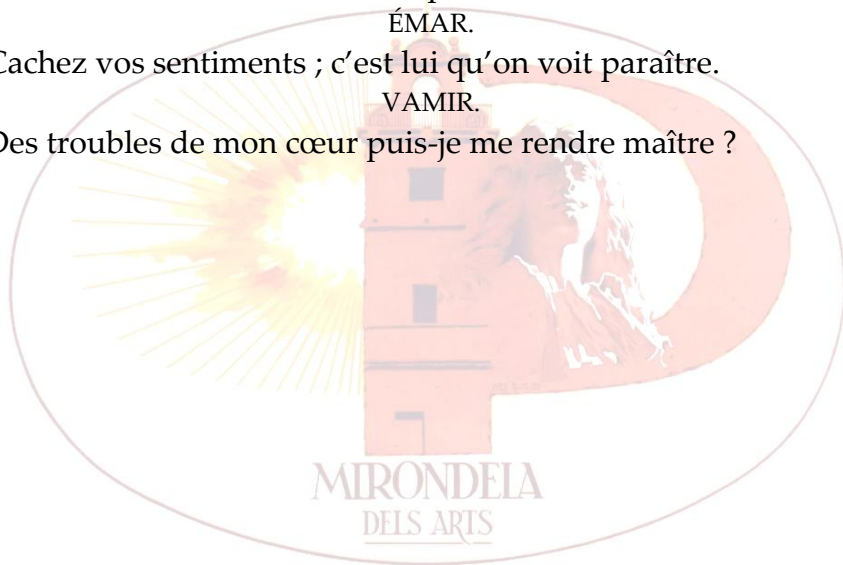 ÉMAR.
Cachez vos sentiments ; c’est lui qu’on voit paraître.
VAMIR.
Des troubles de mon cœur puis-je me rendre maître ?
MIRONDELA
DELS ARTS